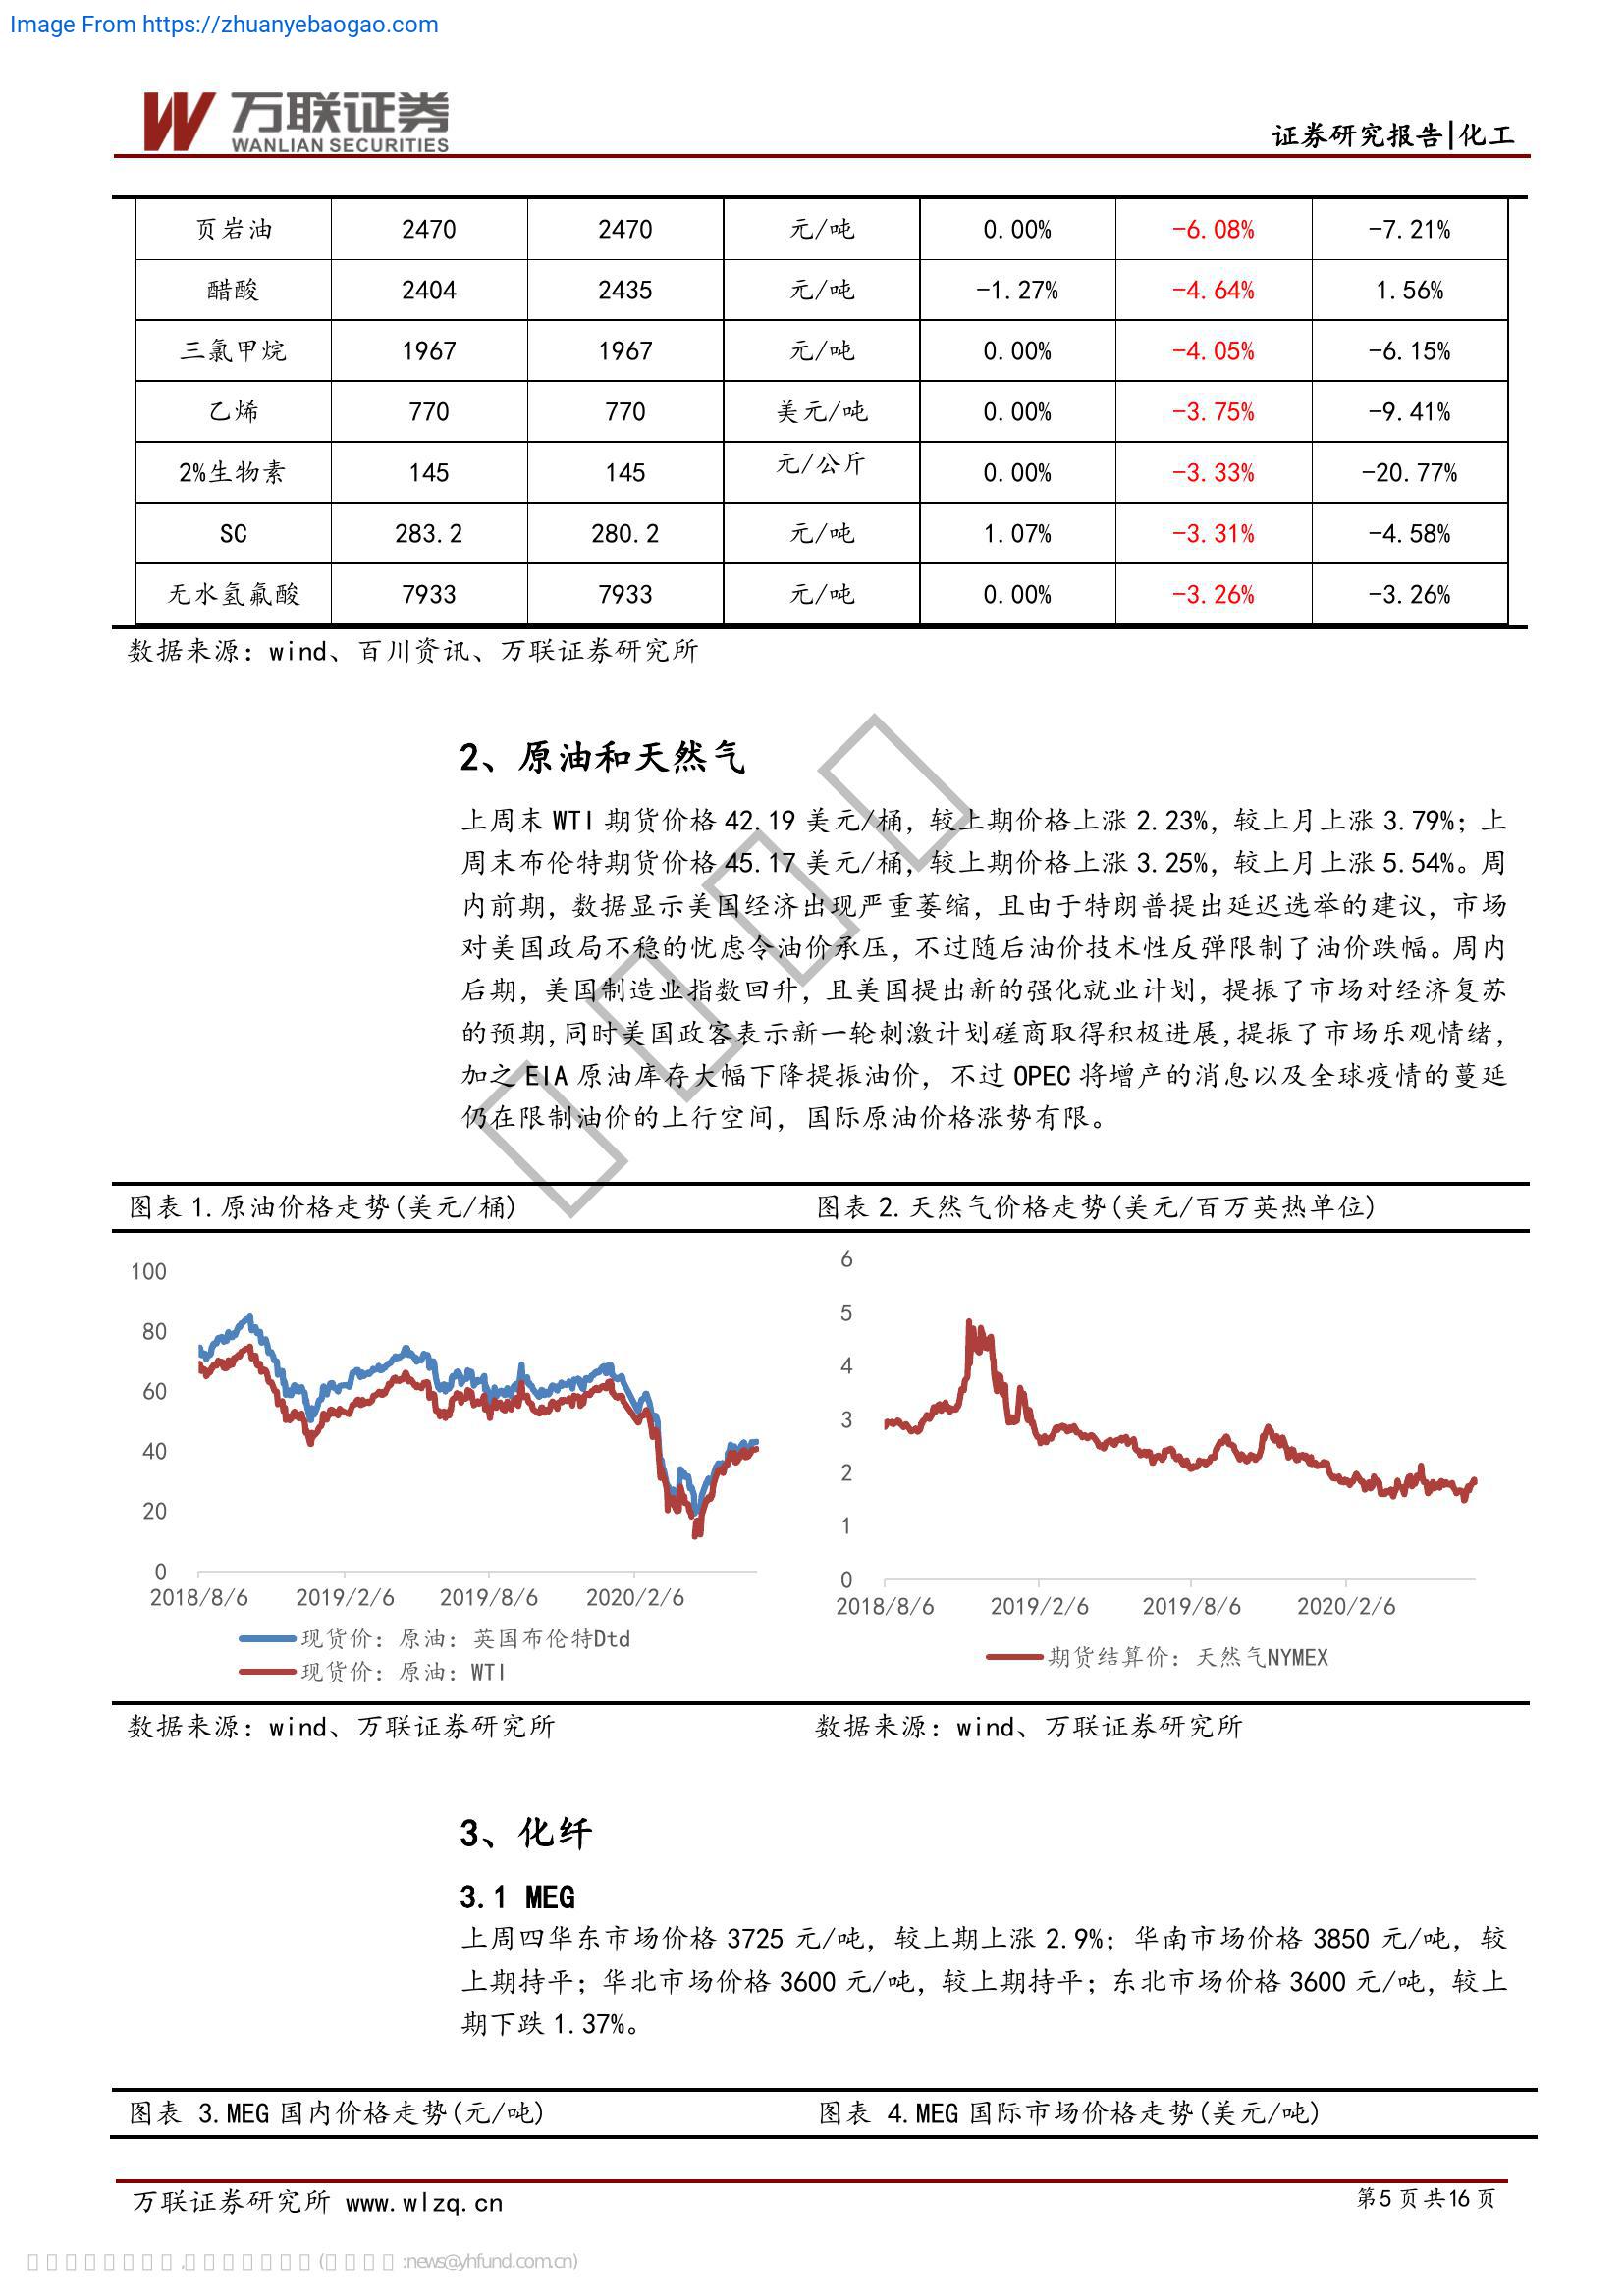 Image From https://zhuanyebaogao.com
万联证券
WANLIAN SECURITIES
证券研究报告|化工
页岩油 2470 2470 元/吨 0.00% -6.08% -7.21%
醋酸 2404 2435 元/吨 -1.27% -4.64% 1.56%
三氯甲烷 1967 1967 元/吨 0.00% -4.05% -6.15%
乙烯 770 770 美元/吨 0.00% -3.75% -9.41%
2%生物素 145 145 元/公斤 0.00% -3.33% -20.77%
SC 283.2 280.2 元/吨 1.07% -3.31% -4.58%
无水氢氟酸 7933 7933 元/吨 0.00% -3.26% -3.26%
数据来源：wind、百川资讯、万联证券研究所
2、原油和天然气
上周末 WTI 期货价格 42.19 美元/桶，较上期价格上涨 2.23%，较上月上涨 3.79%；上
周末布伦特期货价格 45.17 美元/桶，较上期价格上涨 3.25%，较上月上涨 5.54%。周
内前期，数据显示美国经济出现严重萎缩，且由于特朗普提出延迟选举的建议，市场
对美国政局不稳的忧虑令油价承压，不过随后油价技术性反弹限制了油价跌幅。周内
后期，美国制造业指数回升，且美国提出新的强化就业计划，提振了市场对经济复苏
的预期，同时美国政客表示新一轮刺激计划磋商取得积极进展，提振了市场乐观情绪，
加之 EIA 原油库存大幅下降提振油价，不过 OPEC 将增产的消息以及全球疫情的蔓延
仍在限制油价的上行空间，国际原油价格涨势有限。
图表 1.原油价格走势(美元/桶) 图表 2.天然气价格走势(美元/百万英热单位)
100
80
60
40
20
0
2018/8/6 2019/2/6 2019/8/6 2020/2/6
现货价：原油：英国布伦特Dtd
现货价：原油：WTI
6
5
4
3
2
1
0
2018/8/6 2019/2/6 2019/8/6 2020/2/6
期货结算价：天然气NYMEX
数据来源：wind、万联证券研究所 数据来源：wind、万联证券研究所
3、化纤
3.1 MEG
上周四华东市场价格 3725 元/吨，较上期上涨 2.9%；华南市场价格 3850 元/吨，较
上期持平；华北市场价格 3600 元/吨，较上期持平；东北市场价格 3600 元/吨，较上
期下跌 1.37%。
图表 3.MEG 国内价格走势(元/吨) 图表 4.MEG 国际市场价格走势(美元/吨)
万联证券研究所 www.wlzq.cn 第5页共16页
:news@yhfund.com.cn)